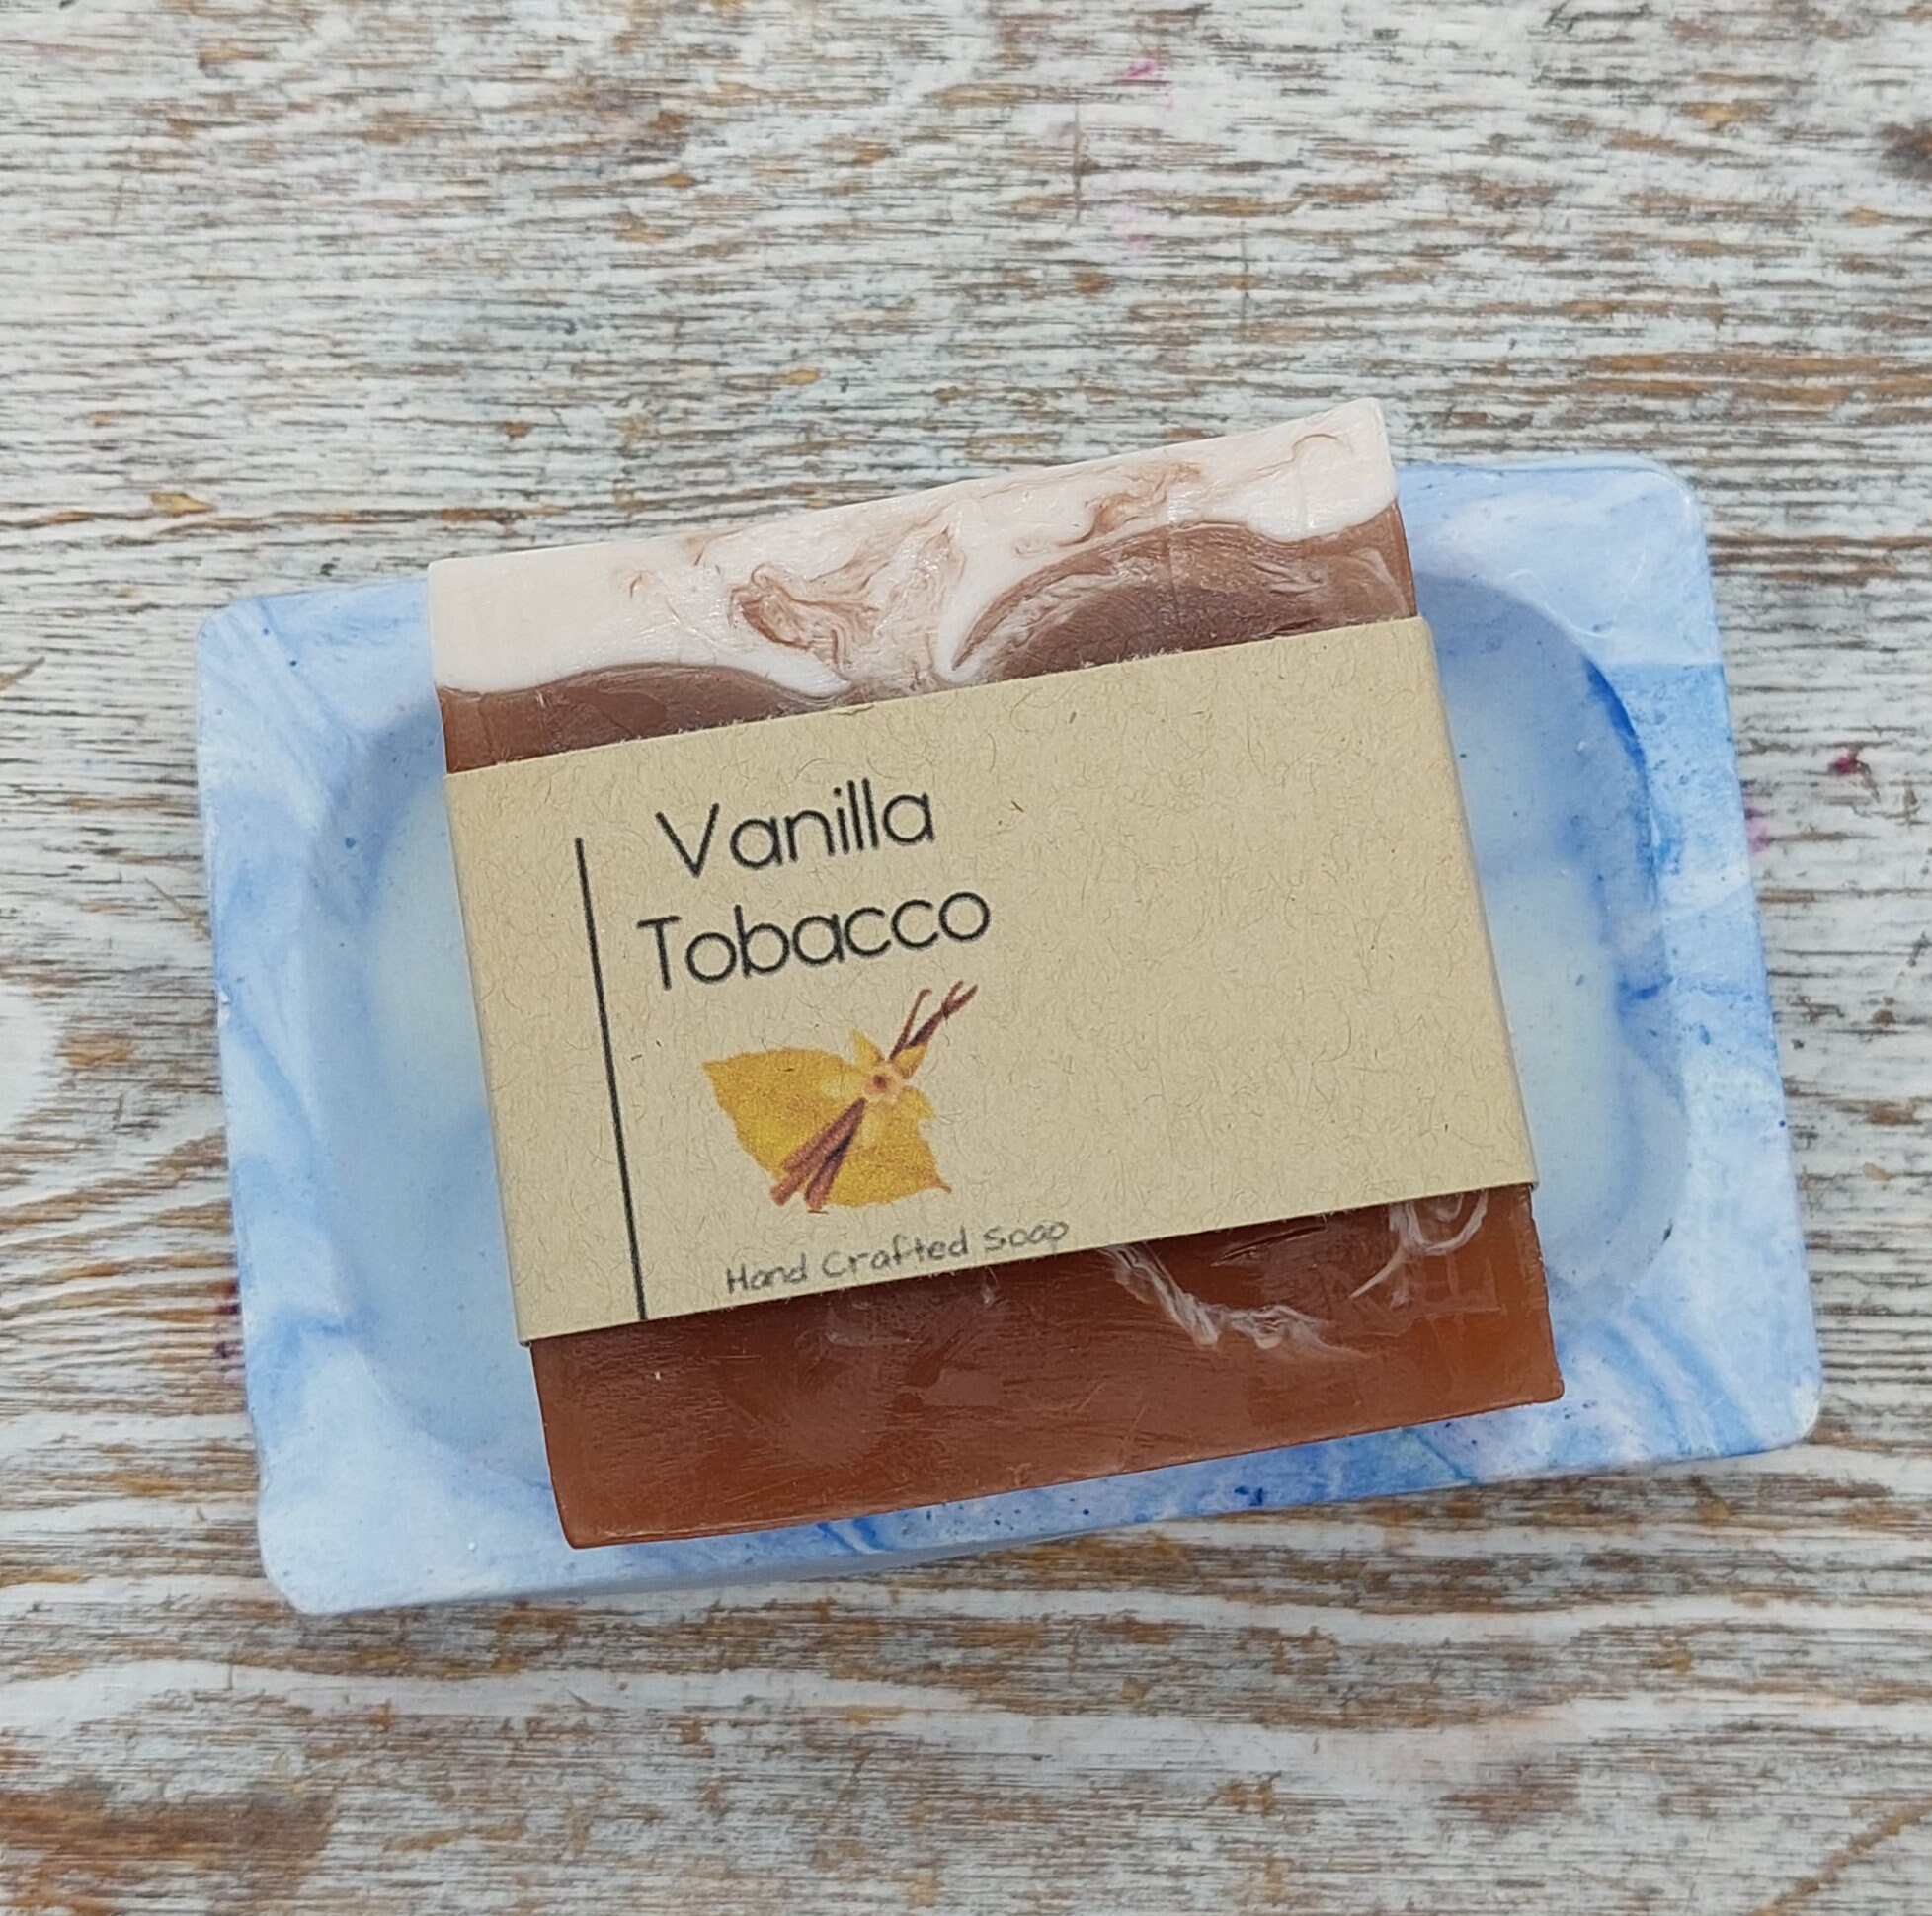 Vanilla
Tobacco
Hand Crafted Soap